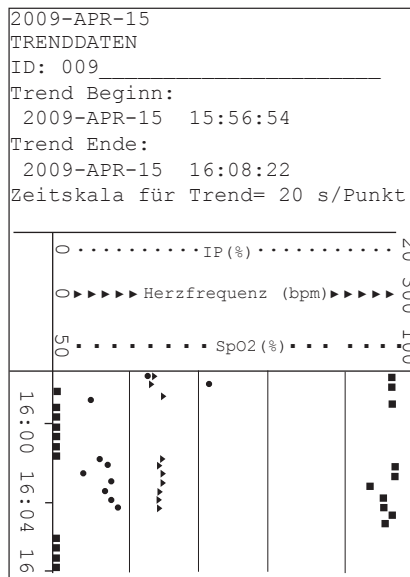 2009-APR-15
TRENDDATEN
ID: 009______________________
Trend Beginn:
2009-APR-15 15:56:54
Trend Ende:
2009-APR-15 16:08:22
Zeitskala für Trend= 20 s/Punkt
0 IP(%) 20
0 Herzfrequenz (bpm) 300
50 SpO2(%) 100
16:00
16:04
16